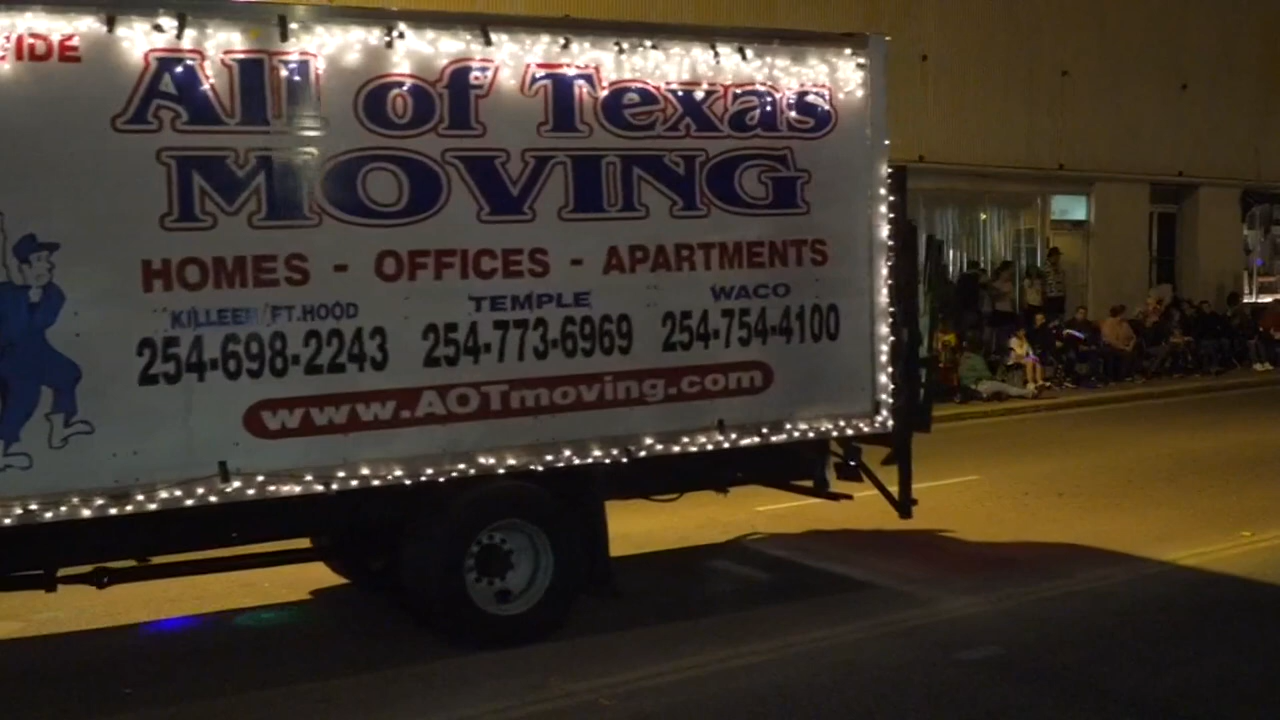 IDE
All of Texas
MOVING
HOMES - OFFICES - APARTMENTS
KILLEEN/FT.HOOD TEMPLE WACO
254-698-2243 254-773-6969 254-754-4100
www.AOTmoving.com